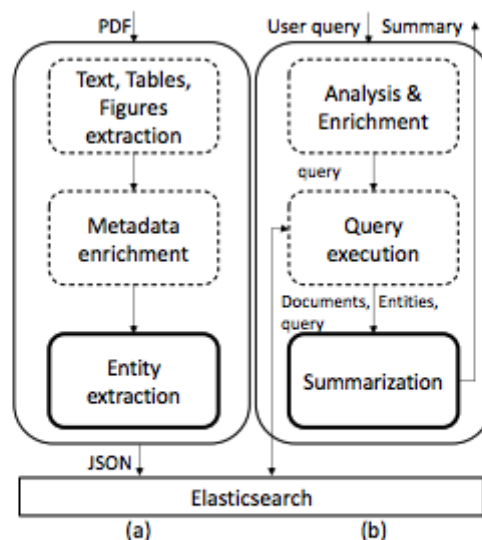 PDF
Text, Tables,
Figures
extraction
Metadada
enrichment
Entity
extraction
JSON
User query
Summary
Analysis &
Enrichment
query
Query
execution
Documents, Entities,
query
Summarization
Elasticsearch
(a)
(b)